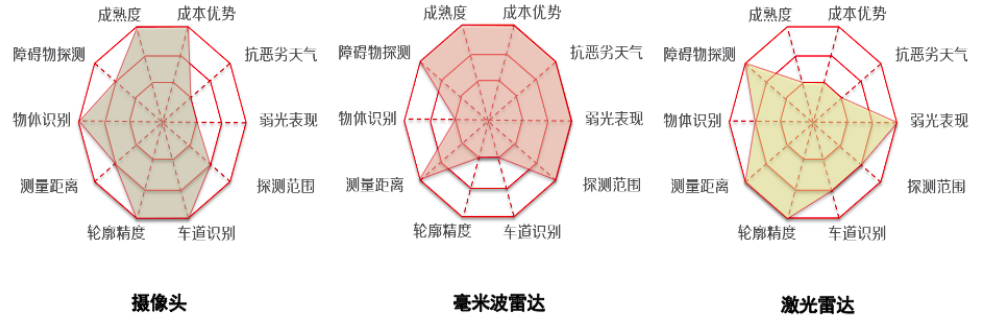 成熟度 成本优势
障碍物探测 抗恶劣天气
物体识别 弱光表现
测量距离 探测范围
轮廓精度 车道识别
摄像头
成熟度 成本优势
障碍物探测 抗恶劣天气
物体识别 弱光表现
测量距离 探测范围
轮廓精度 车道识别
毫米波雷达
成熟度 成本优势
障碍物探测 抗恶劣天气
物体识别 弱光表现
测量距离 探测范围
轮廓精度 车道识别
激光雷达